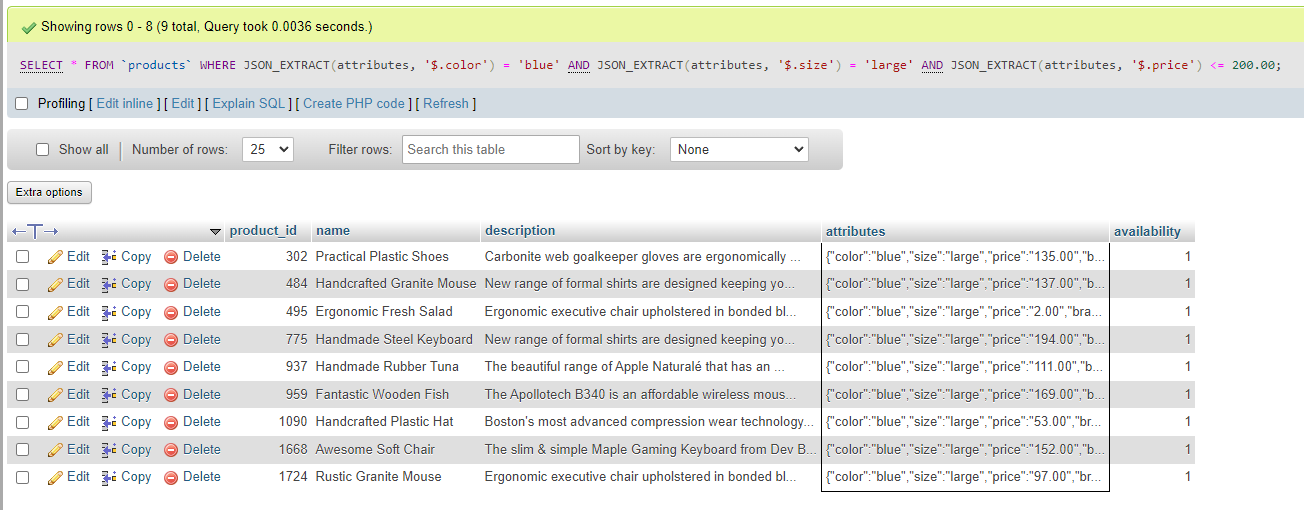 Showing rows 0 - 8 (9 total, Query took 0.0036 seconds.)
SELECT * FROM `products` WHERE JSON_EXTRACT(attributes, '$.color') = 'blue' AND JSON_EXTRACT(attributes, '$.size') = 'large' AND JSON_EXTRACT(attributes, '$.price') <= 200.00;
Profiling [ Edit inline ] [ Edit ] [ Explain SQL ] [ Create PHP code ] [ Refresh ]
Show all Number of rows: 25 Filter rows: Search this table Sort by key: None
Extra options
product_id name description attributes availability
Edit Copy Delete 302 Practical Plastic Shoes Carbonite web goalkeeper gloves are ergonomically ... {"color":"blue","size":"large","price":"135.00","b... 1
Edit Copy Delete 484 Handcrafted Granite Mouse New range of formal shirts are designed keeping yo... {"color":"blue","size":"large","price":"137.00","b... 1
Edit Copy Delete 495 Ergonomic Fresh Salad Ergonomic executive chair upholstered in bonded bl... {"color":"blue","size":"large","price":"2.00","bra... 1
Edit Copy Delete 775 Handmade Steel Keyboard New range of formal shirts are designed keeping yo... {"color":"blue","size":"large","price":"194.00","b... 1
Edit Copy Delete 937 Handmade Rubber Tuna The beautiful range of Apple Naturalé that has an ... {"color":"blue","size":"large","price":"111.00","b... 1
Edit Copy Delete 959 Fantastic Wooden Fish The Apollotech B340 is an affordable wireless mous... {"color":"blue","size":"large","price":"169.00","b... 1
Edit Copy Delete 1090 Handcrafted Plastic Hat Boston's most advanced compression wear technology... {"color":"blue","size":"large","price":"53.00","br... 1
Edit Copy Delete 1668 Awesome Soft Chair The slim & simple Maple Gaming Keyboard from Dev B... {"color":"blue","size":"large","price":"152.00","b... 1
Edit Copy Delete 1724 Rustic Granite Mouse Ergonomic executive chair upholstered in bonded bl... {"color":"blue","size":"large","price":"97.00","br... 1